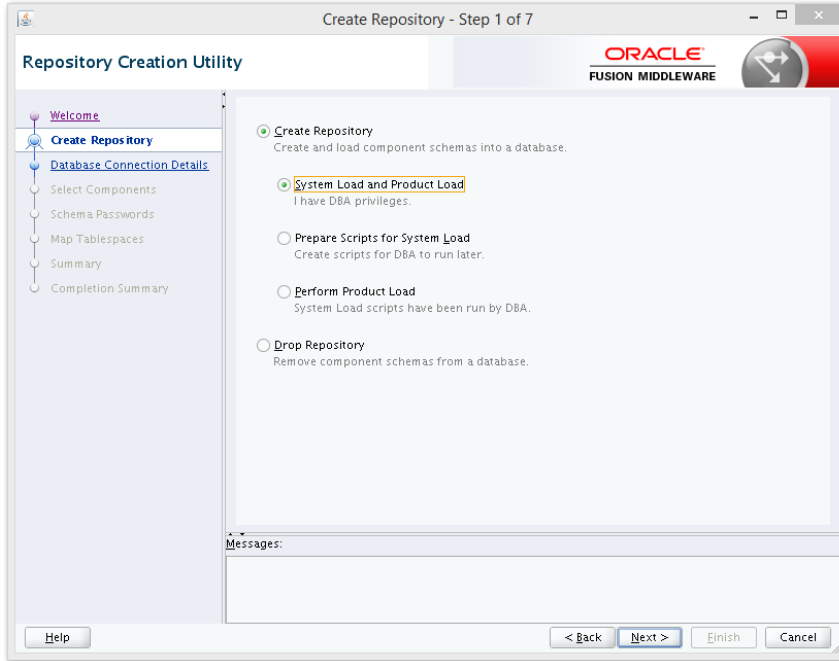 Create Repository - Step 1 of 7
Repository Creation Utility
ORACLE
FUSION MIDDLEWARE
Welcome
Create Repository
Database Connection Details
Select Components
Schema Passwords
Map Tablespaces
Summary
Completion Summary
Create Repository
Create and load component schemas into a database.
System Load and Product Load
I have DBA privileges.
Prepare Scripts for System Load
Create scripts for DBA to run later.
Perform Product Load
System Load scripts have been run by DBA.
Drop Repository
Remove component schemas from a database.
Messages:
Help
< Back
Next >
Finish
Cancel